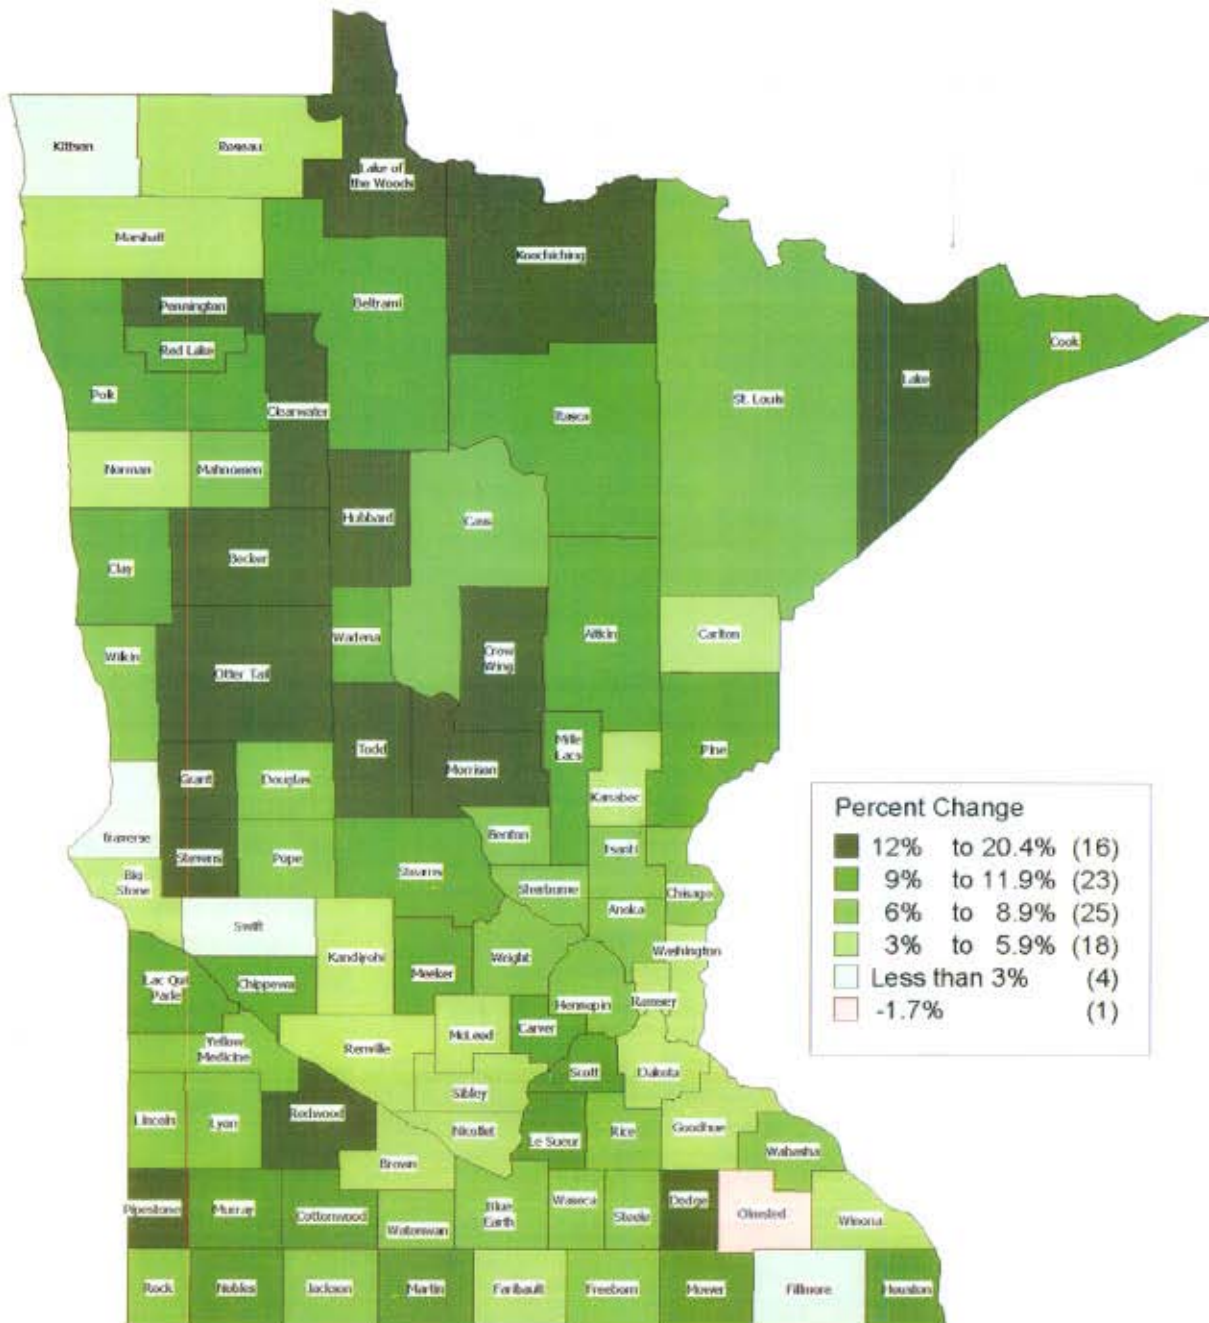 Kittson
Roseau
Lake of
the Woods
Marshall
Koochiching
Pennington
Beltrami
Red Lake
Cook
Polk
Clearwater
Lake
St. Louis
Itasca
Norman
Mahnomen
Hubbard
Cass
Becker
Clay
Wadena
Aitkin
Carlton
Wilkin
Crow
Wing
Otter Tail
Todd
Mille
Lacs
Pine
Morrison
Grant
Douglas
Kanabec
Traverse
Benton
Stevens
Pope
Isanti
Big
Stone
Stearns
Sherburne
Chisago
Anoka
Swift
Kandiyohi
Wright
Washington
Lac Qui
Parle
Chippewa
Meeker
Hennepin
Ramsey
Carver
McLeod
Yellow
Medicine
Renville
Scott
Dakota
Sibley
Lincoln
Lyon
Redwood
Nicollet
Le Sueur
Rice
Goodhue
Brown
Wabasha
Pipestone
Murray
Cottonwood
Watonwan
Blue
Earth
Waseca
Steele
Dodge
Olmsted
Winona
Rock
Nobles
Jackson
Martin
Faribault
Freeborn
Mower
Fillmore
Houston
Percent Change
12% to 20.4% (16)
9% to 11.9% (23)
6% to 8.9% (25)
3% to 5.9% (18)
Less than 3% (4)
-1.7% (1)